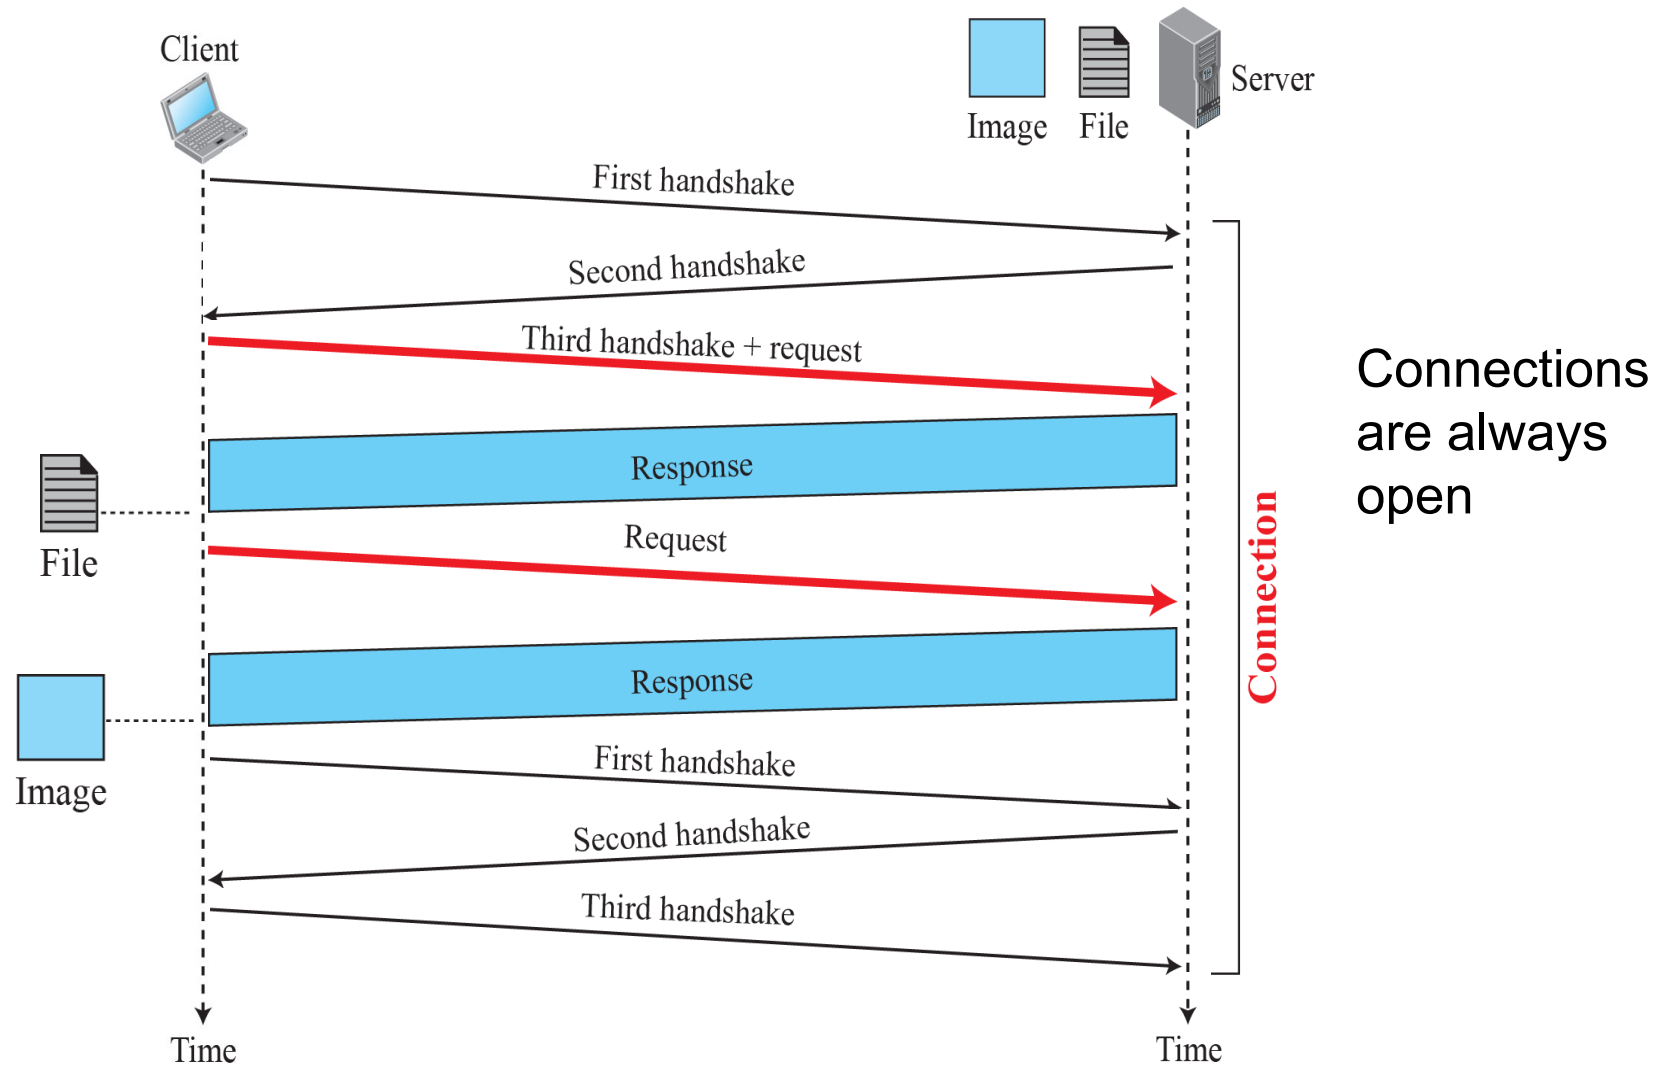 Client
Server
Image
File
First handshake
Second handshake
Third handshake + request
Response
File
Request
Response
Image
First handshake
Second handshake
Third handshake
Time
Time
Connection
Connections
are always
open